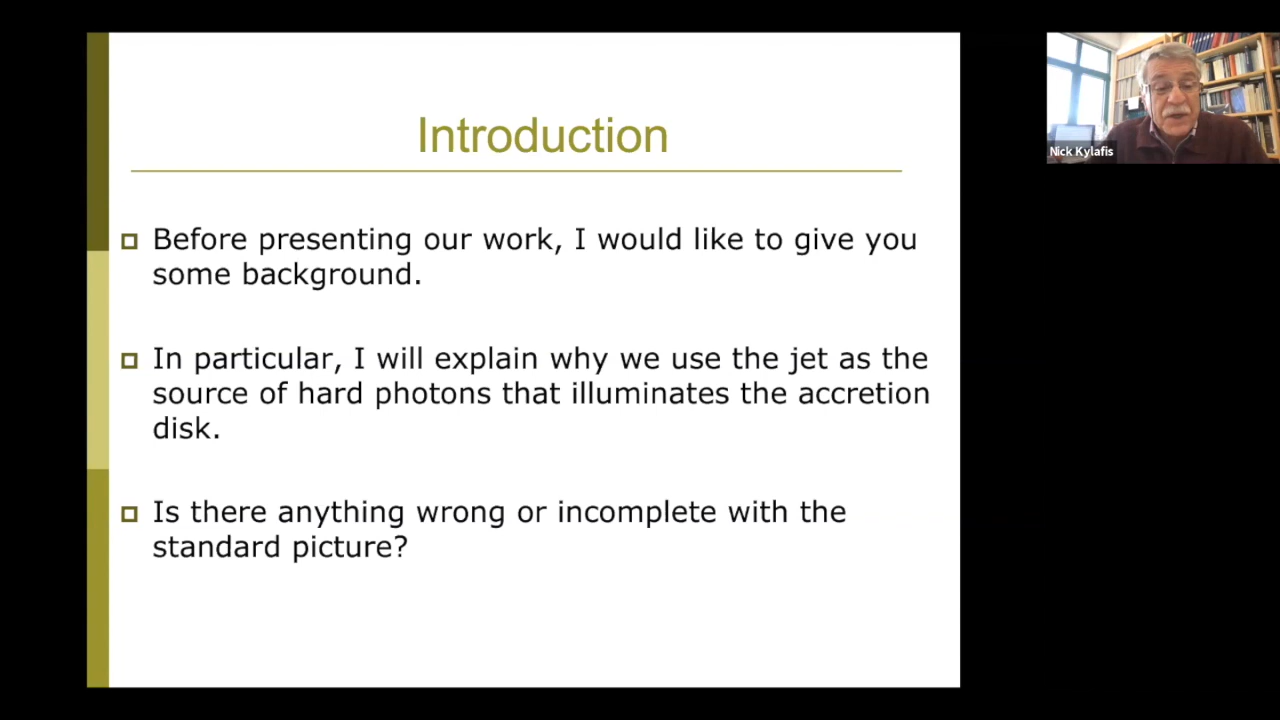 Introduction
Before presenting our work, I would like to give you
some background.
In particular, I will explain why we use the jet as the
source of hard photons that illuminates the accretion
disk.
Is there anything wrong or incomplete with the
standard picture?
Nick Kylafis